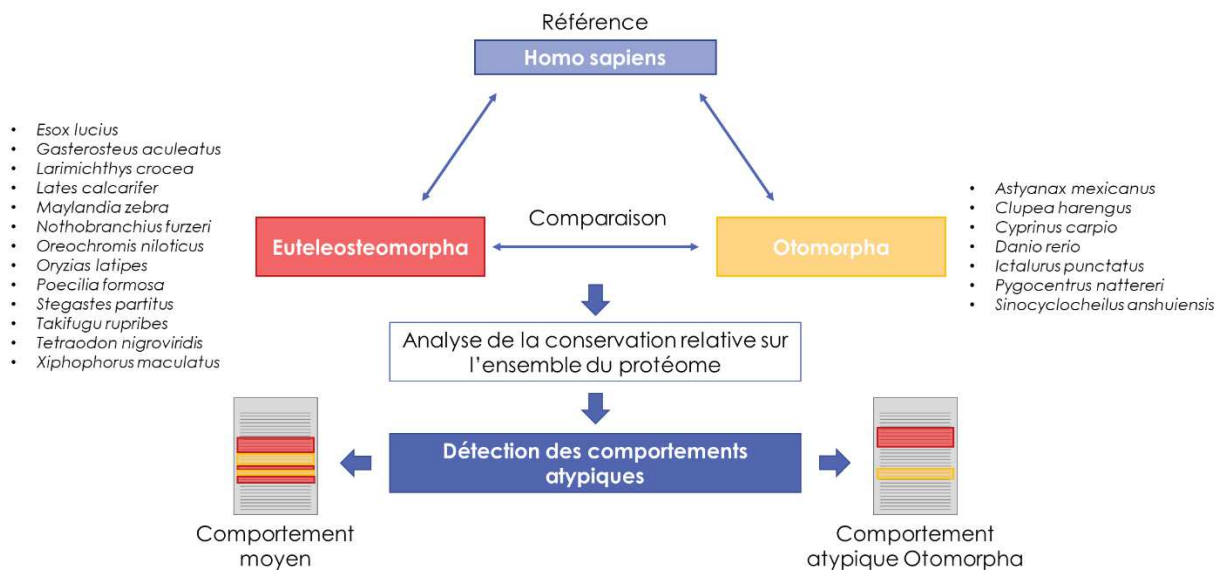 Référence
Homo sapiens
• Esox lucius
• Gasterosteus aculeatus
• Larimichthys crocea
• Lates calcarifer
• Maylandia zebra
• Nothobranchius furzeri
• Oreochromis niloticus
• Oryzias latipes
• Poecilia formosa
• Stegastes partitus
• Takifugu rupribes
• Tetraodon nigroviridis
• Xiphophorus maculatus
Euteleosteomorpha
Comparaison
Otomorpha
• Astyanax mexicanus
• Clupea harengus
• Cyprinus carpio
• Danio rerio
• Ictalurus punctatus
• Pygocentrus nattereri
• Sinocyclocheilus anshuiensis
Analyse de la conservation relative sur
l'ensemble du protéome
Détection des comportements
atypiques
Comportement
moyen
Comportement
atypique Otomorpha